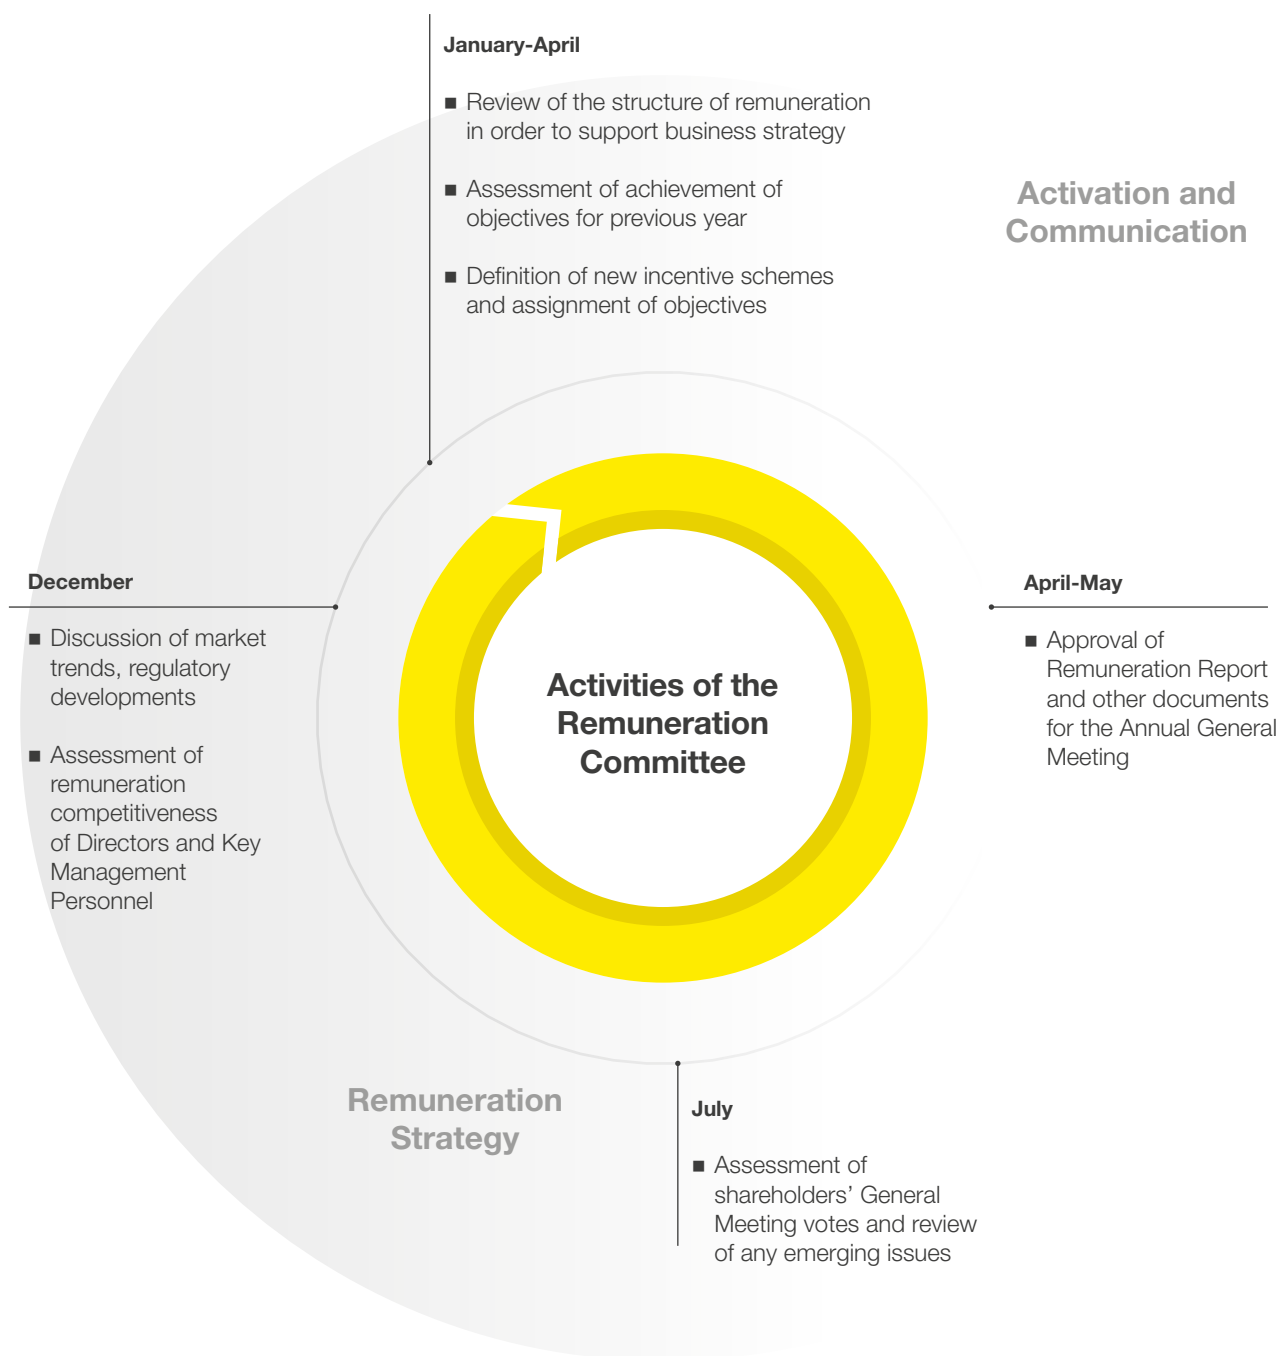 January-April
■ Review of the structure of remuneration
in order to support business strategy
■ Assessment of achievement of
objectives for previous year
■ Definition of new incentive schemes
and assignment of objectives
Activation and
Communication
December
■ Discussion of market
trends, regulatory
developments
■ Assessment of
remuneration
competitiveness
of Directors and Key
Management
Personnel
Activities of the
Remuneration
Committee
April-May
■ Approval of
Remuneration Report
and other documents
for the Annual General
Meeting
Remuneration
Strategy
July
■ Assessment of
shareholders’ General
Meeting votes and review
of any emerging issues